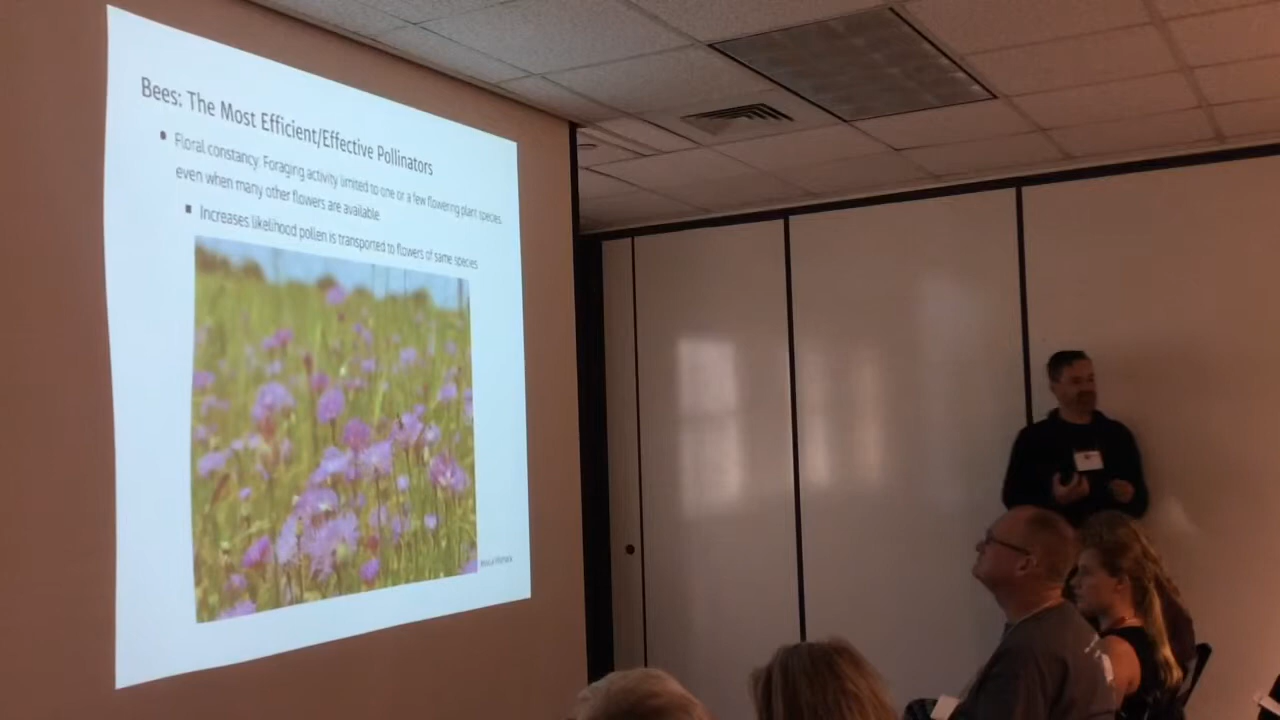 Bees: The Most Efficient/Effective Pollinators
• Floral constancy: Foraging activity limited to one or a few flowering plant species,
even when many other flowers are available
▪ Increases likelihood pollen is transported to flowers of same species